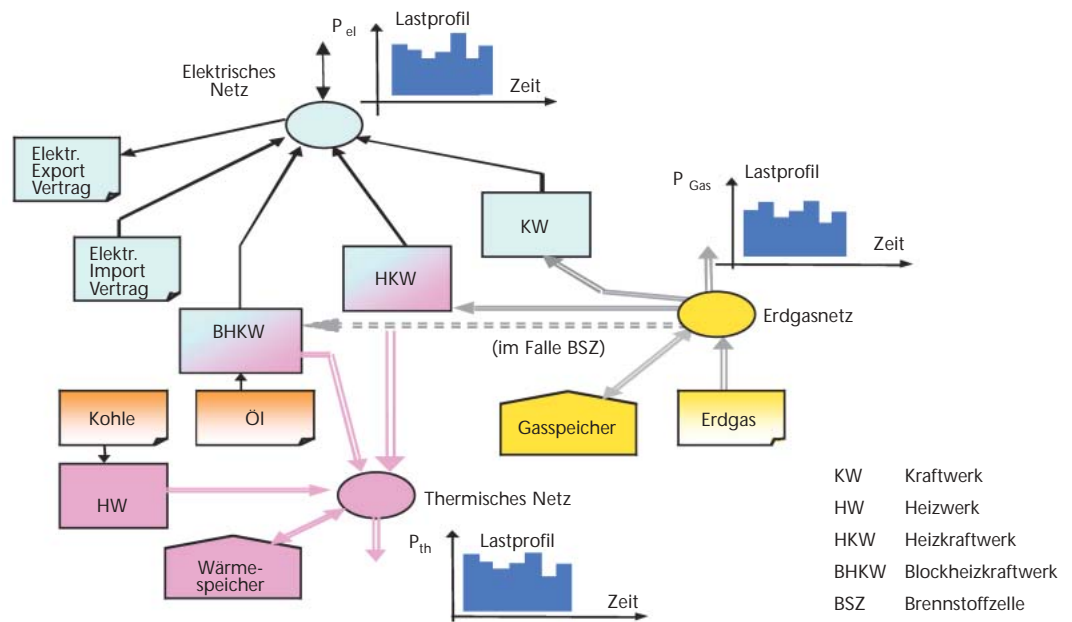 P el
Lastprofil
Zeit
Elektrisches
Netz
Elektr.
Export
Vertrag
Elektr.
Import
Vertrag
KW
HKW
BHKW
P Gas
Lastprofil
Zeit
Erdgasnetz
(im Falle BSZ)
Kohle
Öl
Gasspeicher
Erdgas
HW
Thermisches Netz
Wärme-
speicher
P th
Lastprofil
Zeit
KW Kraftwerk
HW Heizwerk
HKW Heizkraftwerk
BHKW Blockheizkraftwerk
BSZ Brennstoffzelle